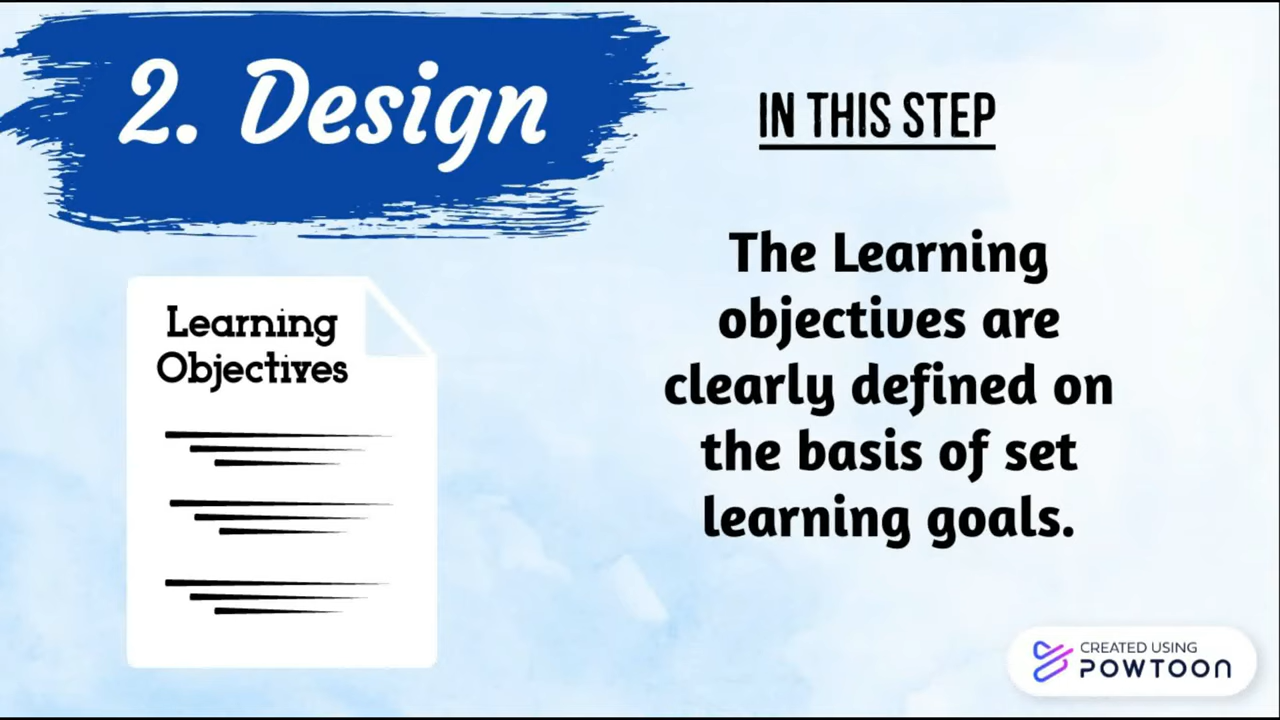 2. Design
IN THIS STEP
The Learning
objectives are
clearly defined on
the basis of set
learning goals.
Learning
Objectives
CREATED USING
POWTOON